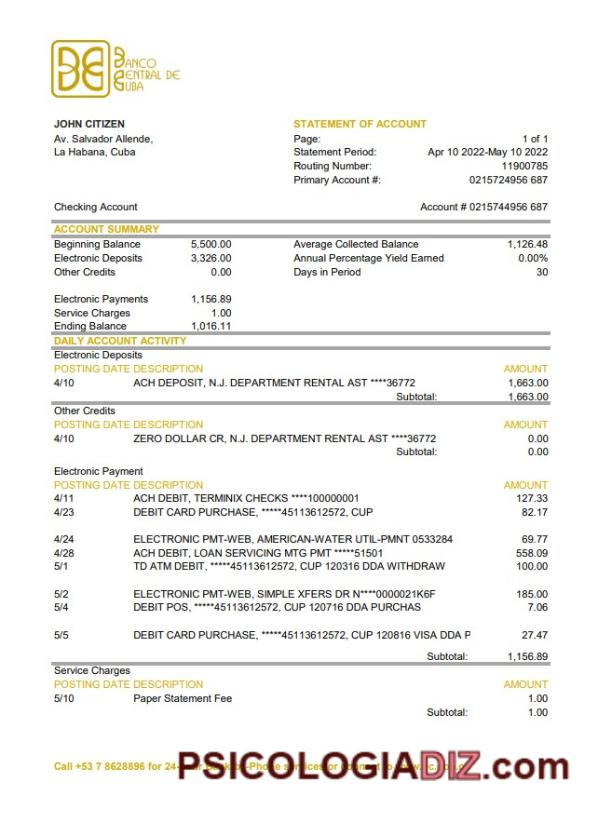 BANCO
CENTRAL DE
CUBA
JOHN CITIZEN
Av. Salvador Allende,
La Habana, Cuba
STATEMENT OF ACCOUNT
Page: 1 of 1
Statement Period: Apr 10 2022-May 10 2022
Routing Number: 11900785
Primary Account #: 0215724956 687
Checking Account Account # 0215744956 687
ACCOUNT SUMMARY
Beginning Balance 5,500.00 Average Collected Balance 1,126.48
Electronic Deposits 3,326.00 Annual Percentage Yield Earned 0.00%
Other Credits 0.00 Days in Period 30
Electronic Payments 1,156.89
Service Charges 1.00
Ending Balance 1,016.11
DAILY ACCOUNT ACTIVITY
Electronic Deposits
POSTING DATE DESCRIPTION AMOUNT
4/10 ACH DEPOSIT, N.J. DEPARTMENT RENTAL AST ****36772 1,663.00
Subtotal: 1,663.00
Other Credits
POSTING DATE DESCRIPTION AMOUNT
4/10 ZERO DOLLAR CR, N.J. DEPARTMENT RENTAL AST ****36772 0.00
Subtotal: 0.00
Electronic Payment
POSTING DATE DESCRIPTION AMOUNT
4/11 ACH DEBIT, TERMINIX CHECKS ****100000001 127.33
4/23 DEBIT CARD PURCHASE, *****45113612572, CUP 82.17
4/24 ELECTRONIC PMT-WEB, AMERICAN-WATER UTIL-PMNT 0533284 69.77
4/28 ACH DEBIT, LOAN SERVICING MTG PMT *****51501 558.09
5/1 TD ATM DEBIT, *****45113612572, CUP 120316 DDA WITHDRAW 100.00
5/2 ELECTRONIC PMT-WEB, SIMPLE XFERS DR N****0000021K6F 185.00
5/4 DEBIT POS, *****45113612572, CUP 120716 DDA PURCHAS 7.06
5/5 DEBIT CARD PURCHASE, *****45113612572, CUP 120816 VISA DDA P 27.47
Subtotal: 1,156.89
Service Charges
POSTING DATE DESCRIPTION AMOUNT
5/10 Paper Statement Fee 1.00
Subtotal: 1.00
Call +53 7 8628896 for 24-
PSICOLOGIADIZ.com